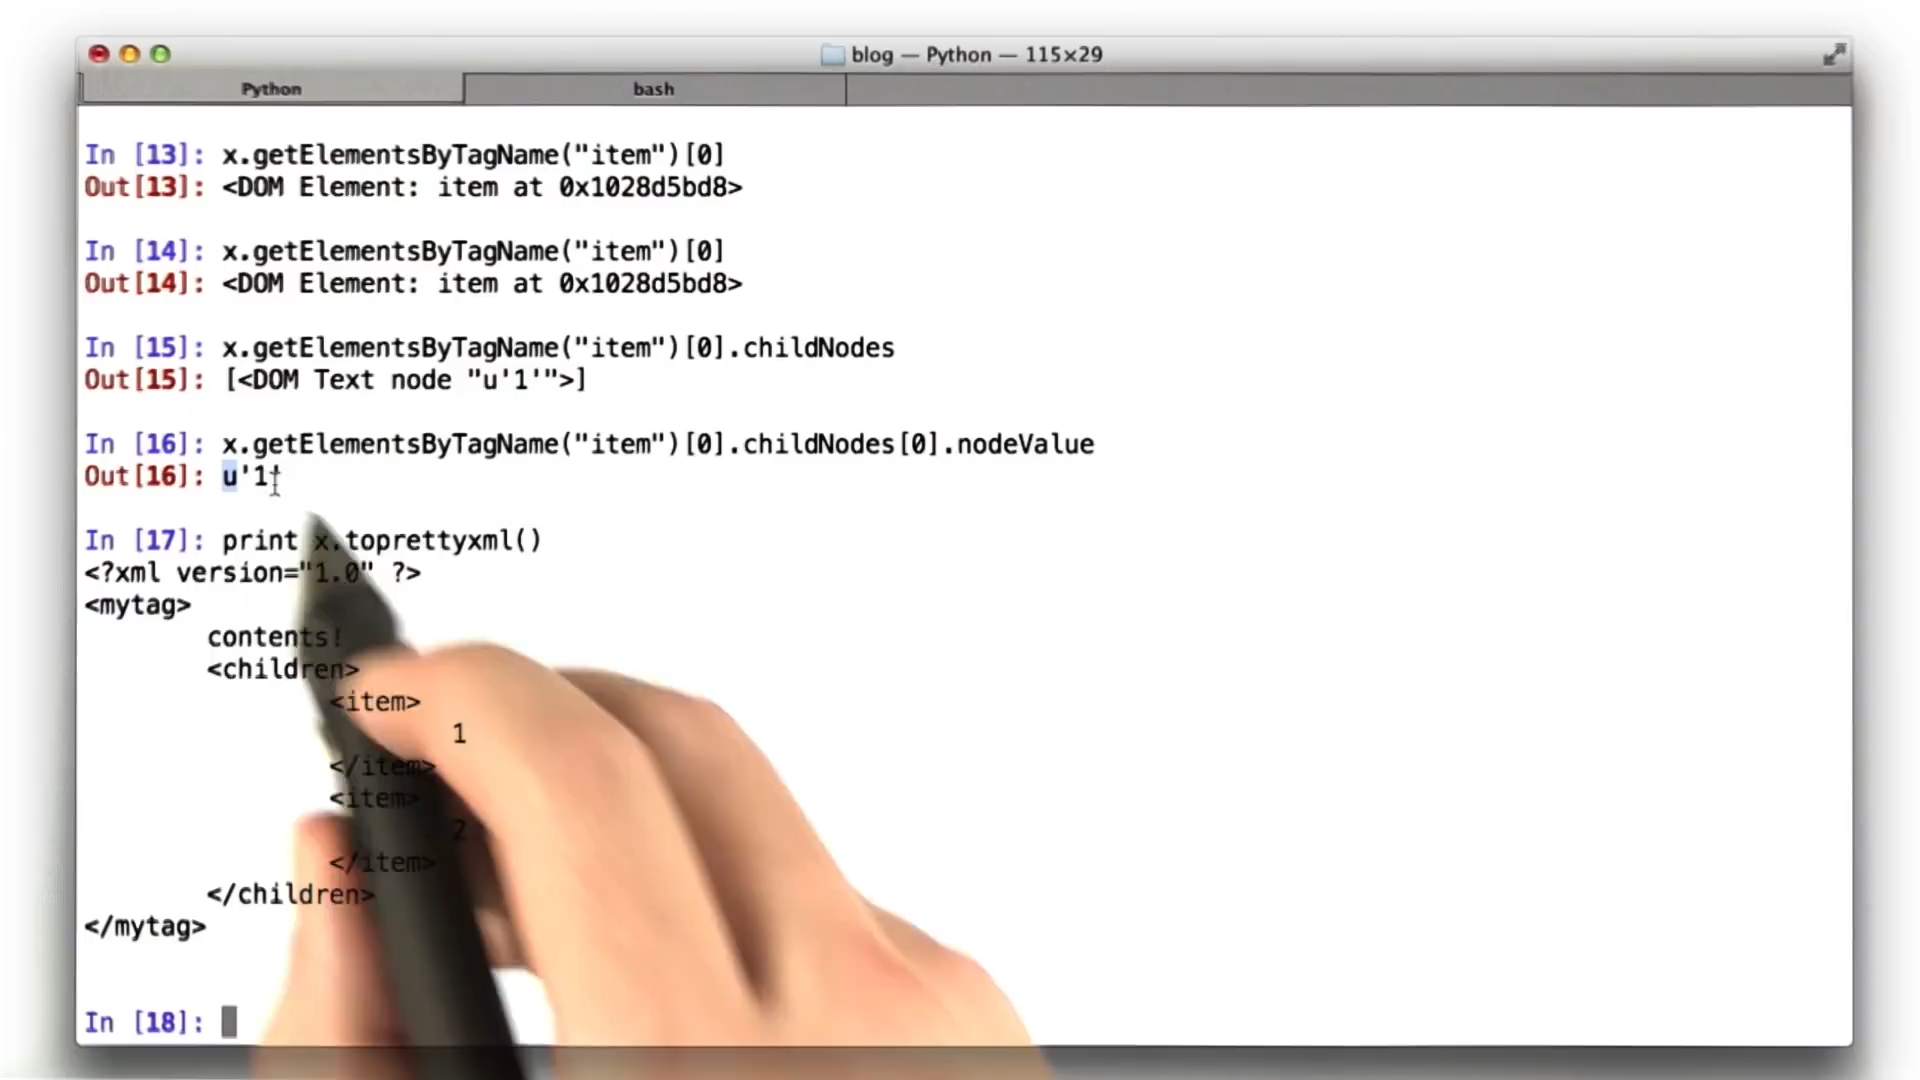 blog — Python — 115×29
Python
bash
In [13]: x.getElementsByTagName("item")[0]
Out[13]: <DOM Element: item at 0x1028d5bd8>
In [14]: x.getElementsByTagName("item")[0]
Out[14]: <DOM Element: item at 0x1028d5bd8>
In [15]: x.getElementsByTagName("item")[0].childNodes
Out[15]: [<DOM Text node "u'1'">]
In [16]: x.getElementsByTagName("item")[0].childNodes[0].nodeValue
Out[16]: u'1'
In [17]: print x.toprettyxml()
<?xml version="1.0" ?>
<mytag>
contents!
<children>
<item>
1
</item>
<item>
2
</item>
</children>
</mytag>
In [18]: